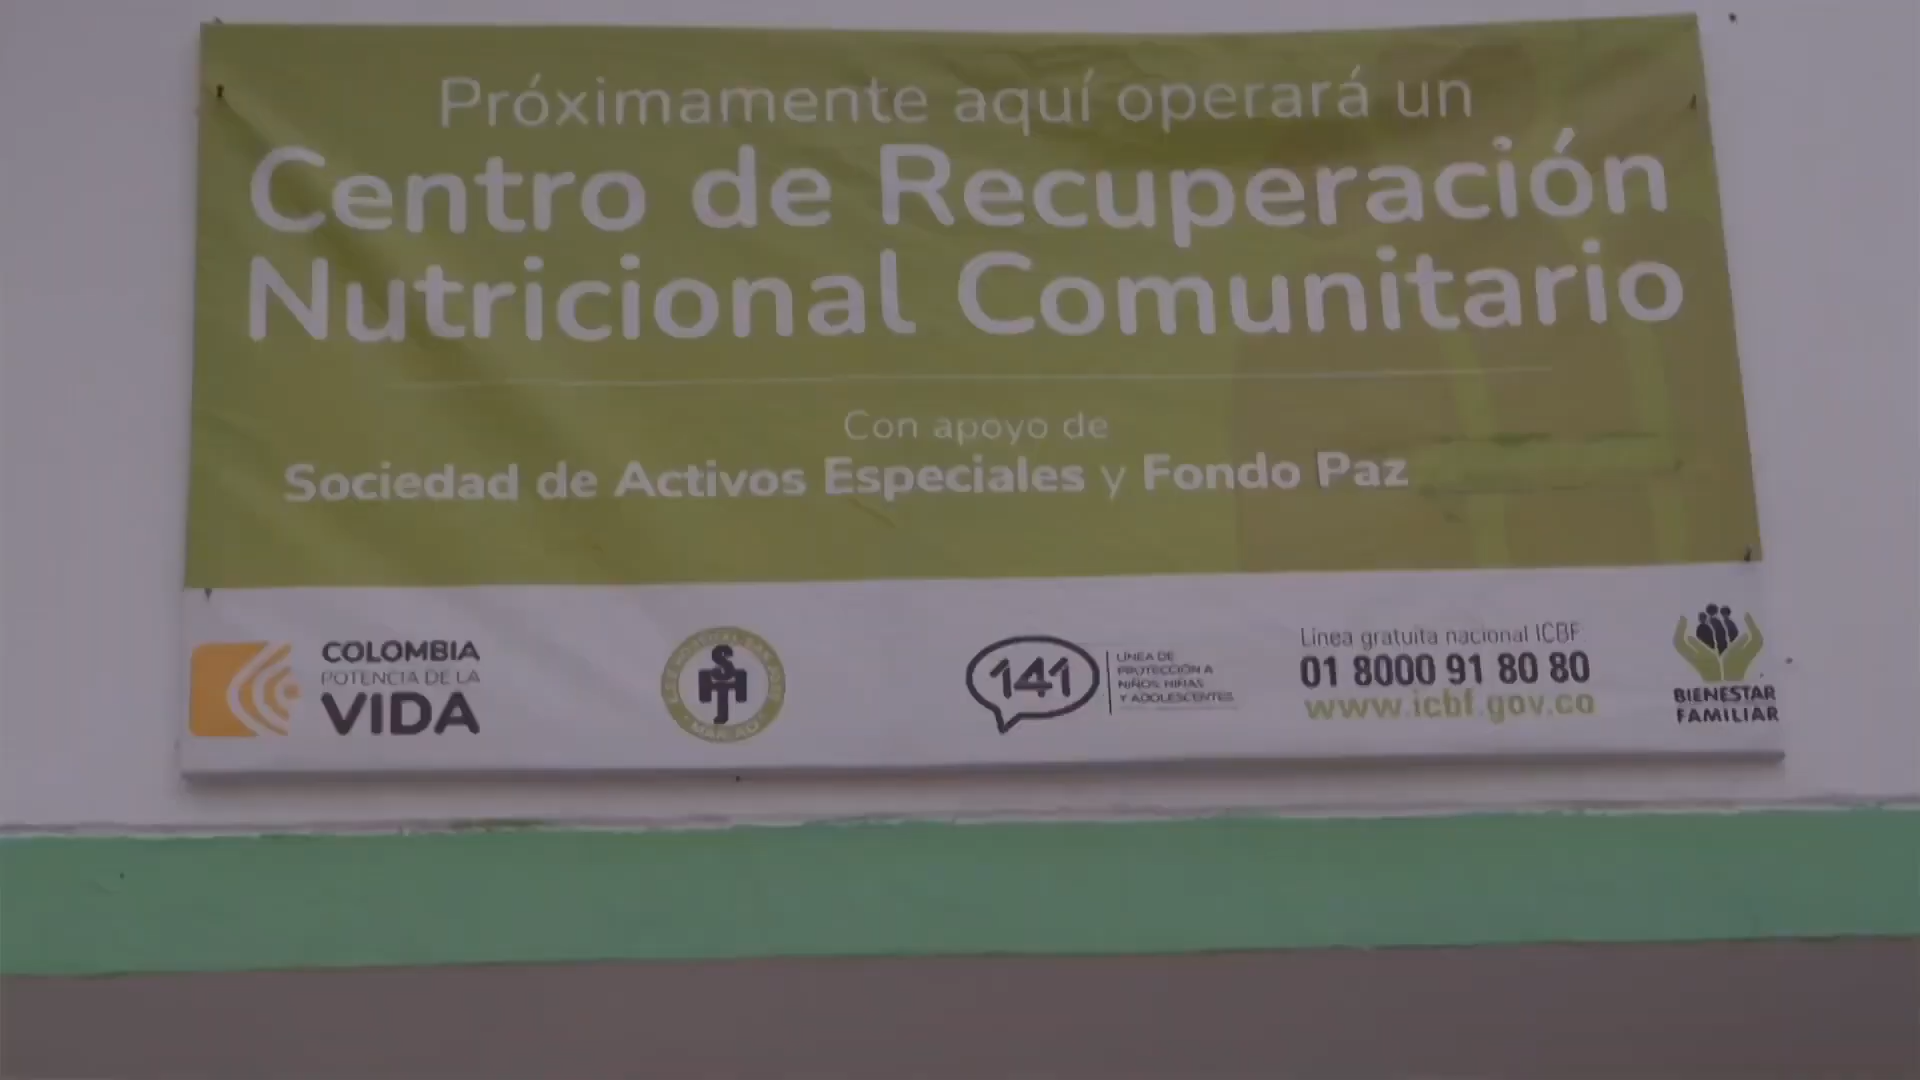 Próximamente aquí operará un
Centro de Recuperación
Nutricional Comunitario
Con apoyo de
Sociedad de Activos Especiales y Fondo Paz
COLOMBIA
POTENCIA DE LA
VIDA
141
LÍNEA DE
PROTECCIÓN A
NIÑOS, NIÑAS
Y ADOLESCENTES
Línea gratuita nacional ICBF
01 8000 91 80 80
www.icbf.gov.co
BIENESTAR
FAMILIAR